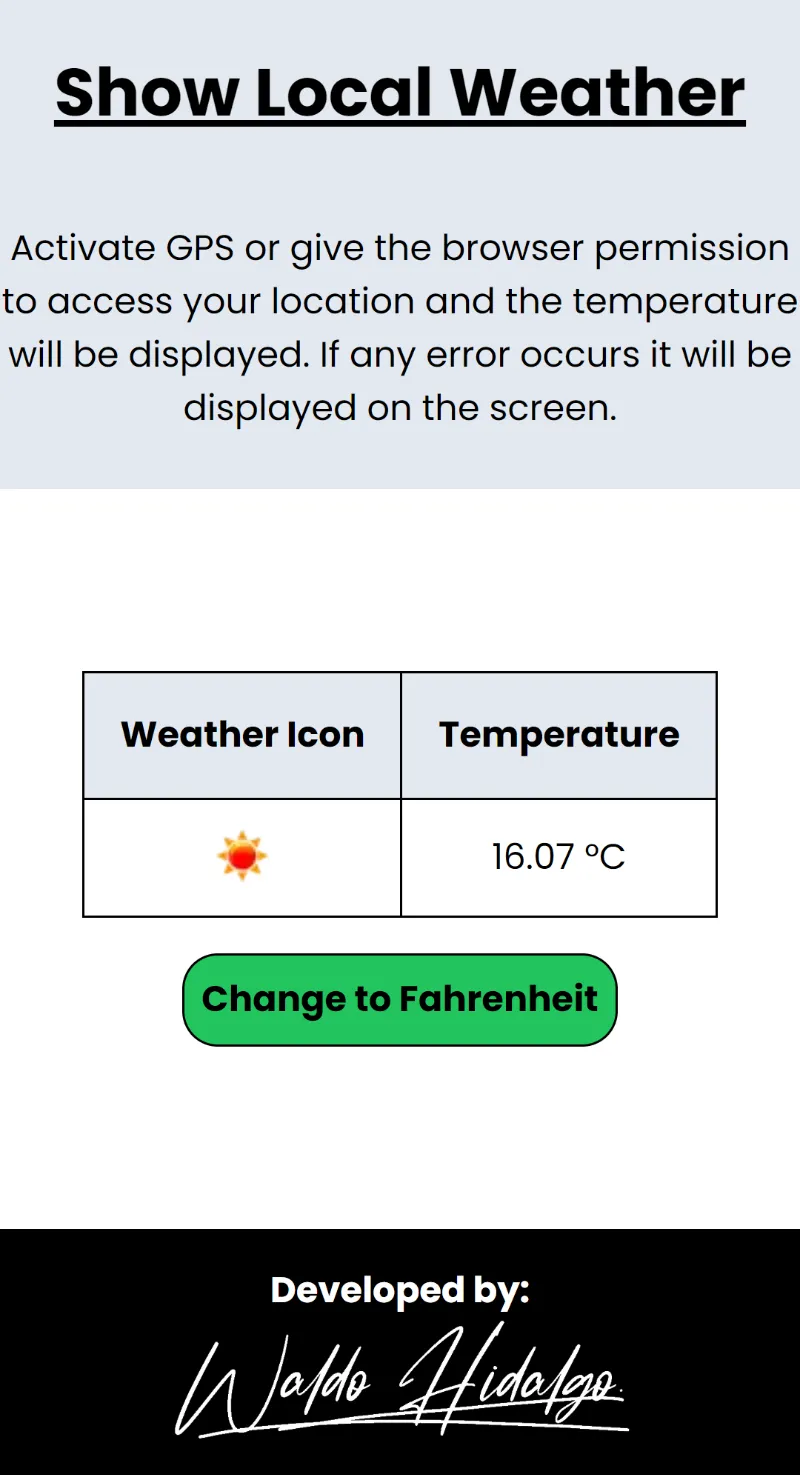 Show Local Weather
Activate GPS or give the browser permission
to access your location and the temperature
will be displayed. If any error occurs it will be
displayed on the screen.
Weather Icon Temperature
16.07 °C
Change to Fahrenheit
Developed by:
Waldo Hidalgo.